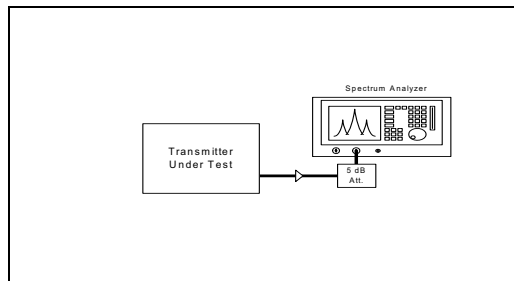 Spectrum Analyzer
Transmitter
Under Test
5 dB
Att.